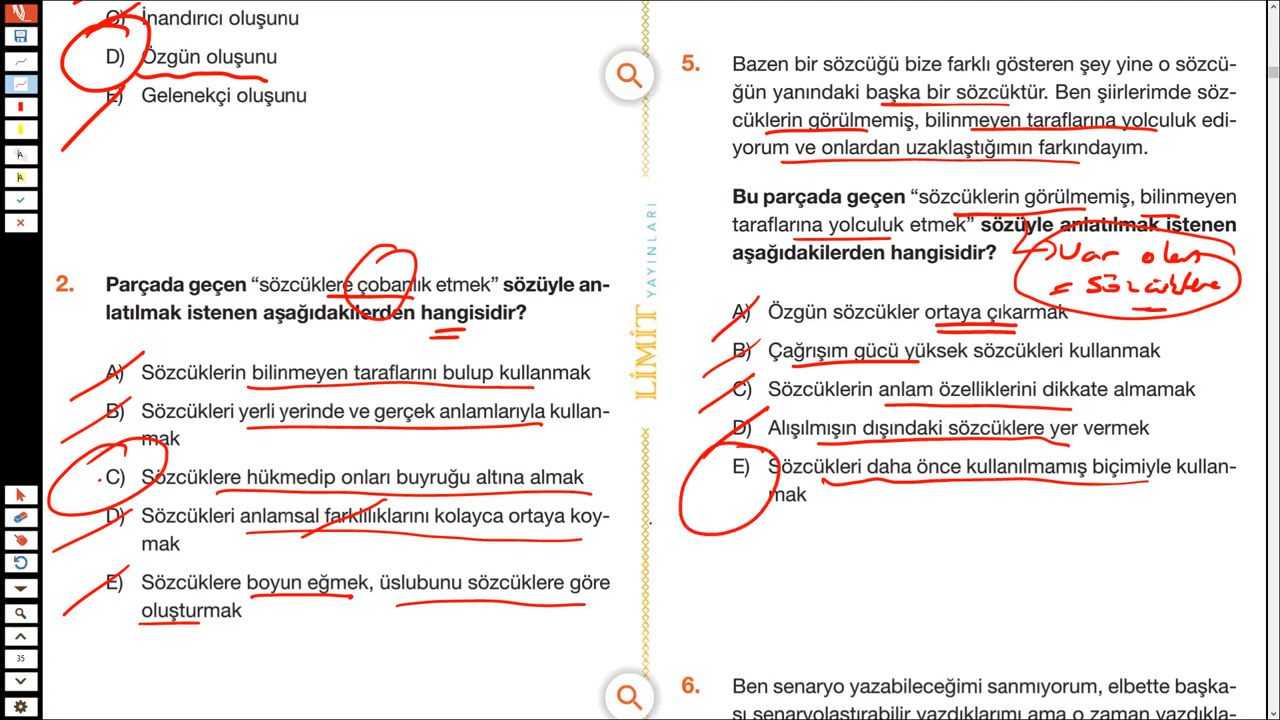 C) İnandırıcı oluşunu
D) Özgün oluşunu
E) Gelenekçi oluşunu
2. Parçada geçen “sözcüklere çobanlık etmek” sözüyle an-
latılmak istenen aşağıdakilerden hangisidir?
A) Sözcüklerin bilinmeyen taraflarını bulup kullanmak
B) Sözcükleri yerli yerinde ve gerçek anlamlarıyla kullan-
mak
C) Sözcüklere hükmedip onları buyruğu altına almak
D) Sözcükleri anlamsal farklılıklarını kolayca ortaya koy-
mak
E) Sözcüklere boyun eğmek, üslubunu sözcüklere göre
oluşturmak
LİMİT YAYINLARI
5. Bazen bir sözcüğü bize farklı gösteren şey yine o sözcü-
ğün yanındaki başka bir sözcüktür. Ben şiirlerimde söz-
cüklerin görülmemiş, bilinmeyen taraflarına yolculuk edi-
yorum ve onlardan uzaklaştığımın farkındayım.
Bu parçada geçen “sözcüklerin görülmemiş, bilinmeyen
taraflarına yolculuk etmek” sözüyle anlatılmak istenen
aşağıdakilerden hangisidir?
Var olan
sözcüklere
A) Özgün sözcükler ortaya çıkarmak
B) Çağrışım gücü yüksek sözcükleri kullanmak
C) Sözcüklerin anlam özelliklerini dikkate almamak
D) Alışılmışın dışındaki sözcüklere yer vermek
E) Sözcükleri daha önce kullanılmamış biçimiyle kullan-
mak
6. Ben senaryo yazabileceğimi sanmıyorum, elbette başka-
sı senaryolaştırabilir yazdıklarımı ama o zaman yazdıkla-
35